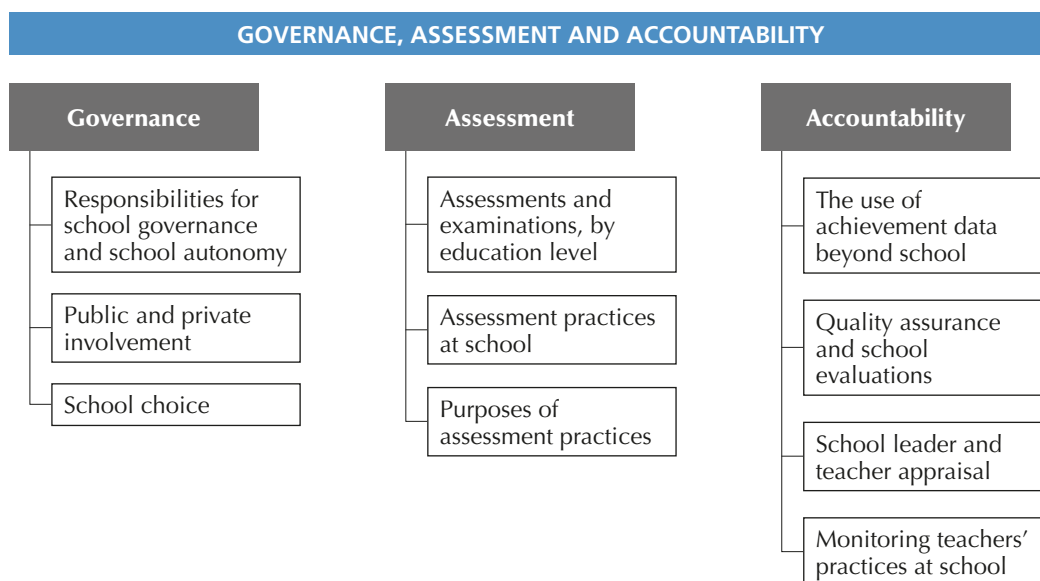 GOVERNANCE, ASSESSMENT AND ACCOUNTABILITY
Governance
Responsibilities for
school governance
and school autonomy
Public and private
involvement
School choice
Assessment
Assessments and
examinations, by
education level
Assessment practices
at school
Purposes of
assessment practices
Accountability
The use of
achievement data
beyond school
Quality assurance
and school
evaluations
School leader and
teacher appraisal
Monitoring teachers’
practices at school